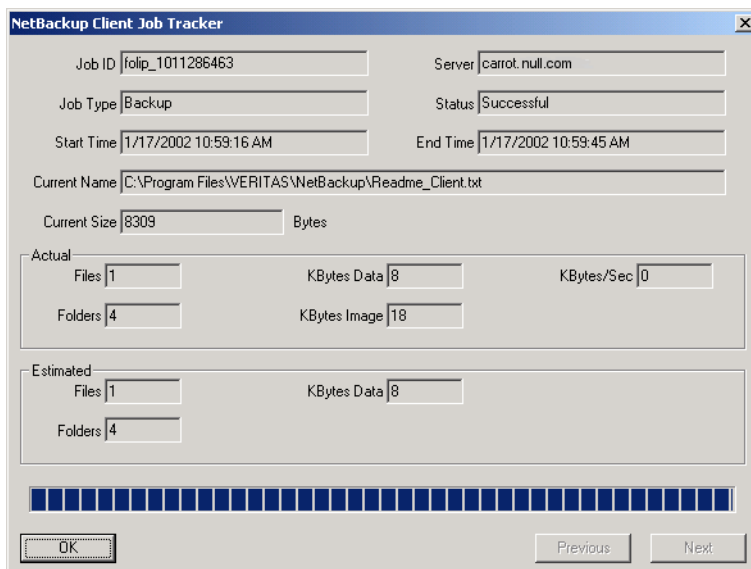 NetBackup Client Job Tracker
Job ID folip_1011286463 Server carrot.null.com
Job Type Backup Status Successful
Start Time 1/17/2002 10:59:16 AM End Time 1/17/2002 10:59:45 AM
Current Name C:\Program Files\VERITAS\NetBackup\Readme_Client.txt
Current Size 8309 Bytes
Actual
Files 1 KBytes Data 8 KBytes/Sec 0
Folders 4 KBytes Image 18
Estimated
Files 1 KBytes Data 8
Folders 4
OK Previous Next